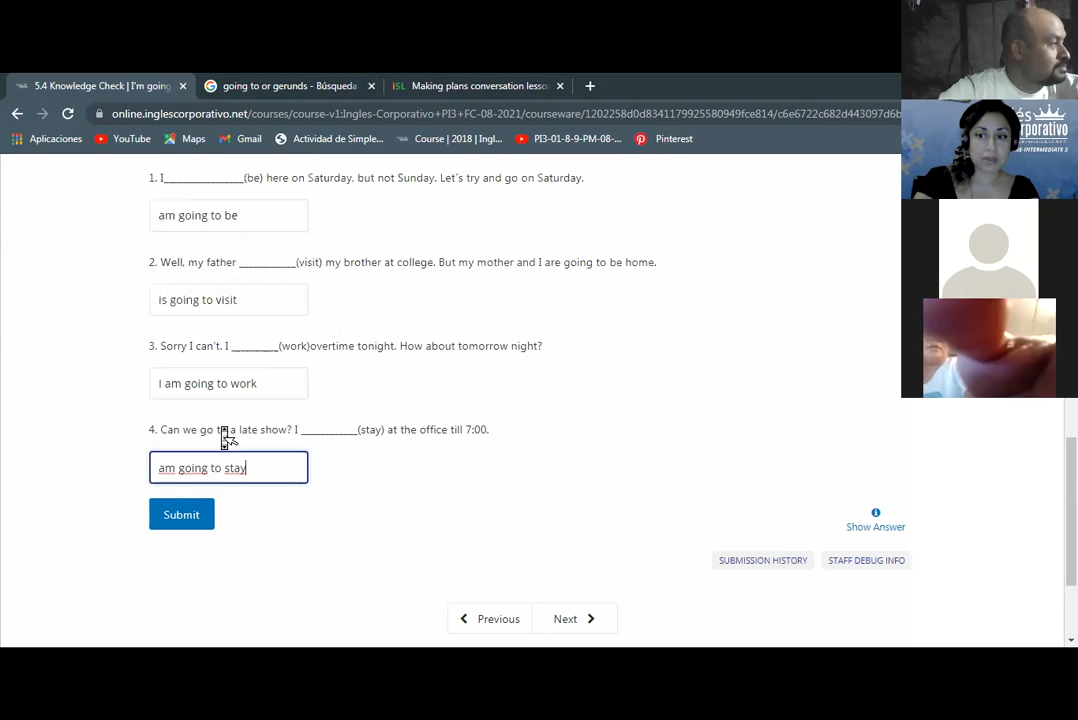 5.4 Knowledge Check | I'm going
going to or gerunds - Búsqueda
iSL Making plans conversation lesso
online.inglescorporativo.net/courses/course-v1:Ingles-Corporativo+PI3+FC-08-2021/courseware/1202258d0d8341179925580949fce814/c6e6722c682d443097d6b
Aplicaciones
YouTube
Maps
Gmail
Actividad de Simple...
Course | 2018 | Ingl...
PI3-01-8-9-PM-08-...
Pinterest
1. I________________(be) here on Saturday. but not Sunday. Let´s try and go on Saturday.
am going to be
2. Well, my father ___________(visit) my brother at college. But my mother and I are going to be home.
is going to visit
3. Sorry I can't. I _________(work)overtime tonight. How about tomorrow night?
I am going to work
4. Can we go to a late show? I ___________(stay) at the office till 7:00.
am going to stay
Submit
Show Answer
SUBMISSION HISTORY
STAFF DEBUG INFO
Previous
Next